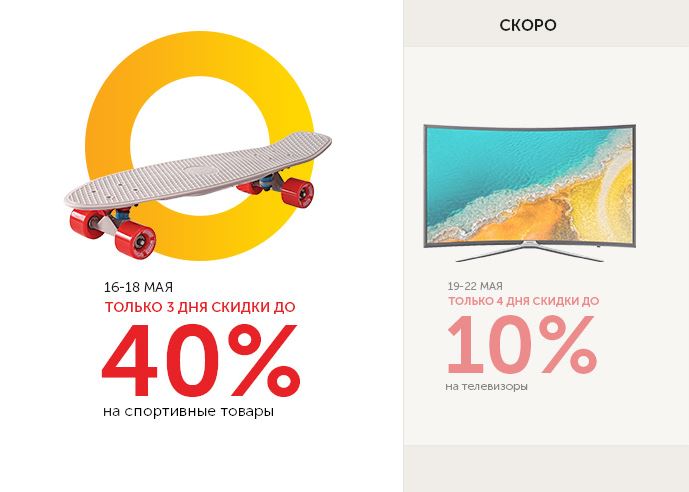 16-18 МАЯ
ТОЛЬКО 3 ДНЯ СКИДКИ ДО
40%
на спортивные товары
СКОРО
19-22 МАЯ
ТОЛЬКО 4 ДНЯ СКИДКИ ДО
10%
на телевизоры